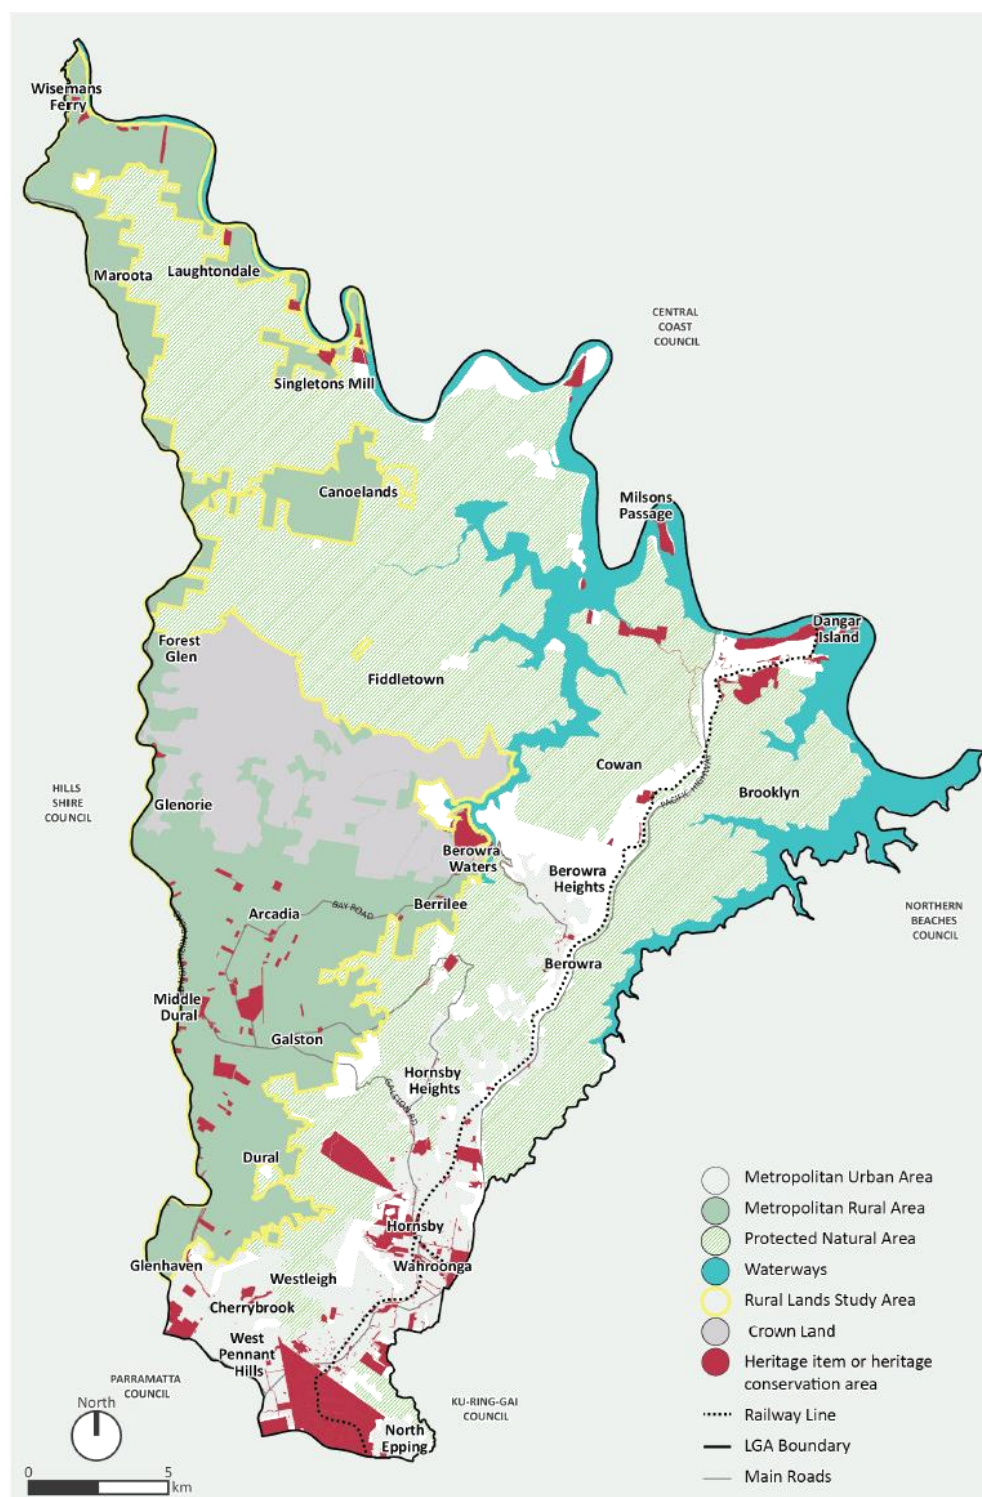 Wisemans
Ferry
Maroota
Laughtondale
CENTRAL
COAST
COUNCIL
Singletons Mill
Canoelands
Milsons
Passage
Dangar
Island
Forest
Glen
Fiddletown
Cowan
PACIFIC HIGHWAY
Brooklyn
HILLS
SHIRE
COUNCIL
Glenorie
Berowra
Waters
Berowra
Heights
Arcadia
BAY ROAD
Berrilee
NORTHERN
BEACHES
COUNCIL
Berowra
Middle
Dural
Galston
Hornsby
Heights
GALSTON RD
Dural
Hornsby
Glenhaven
Wahroonga
Westleigh
Cherrybrook
West
Pennant
Hills
PARRAMATTA
COUNCIL
KU-RING-GAI
COUNCIL
North
Epping
Metropolitan Urban Area
Metropolitan Rural Area
Protected Natural Area
Waterways
Rural Lands Study Area
Crown Land
Heritage item or heritage
conservation area
Railway Line
LGA Boundary
Main Roads
North
0 5
km